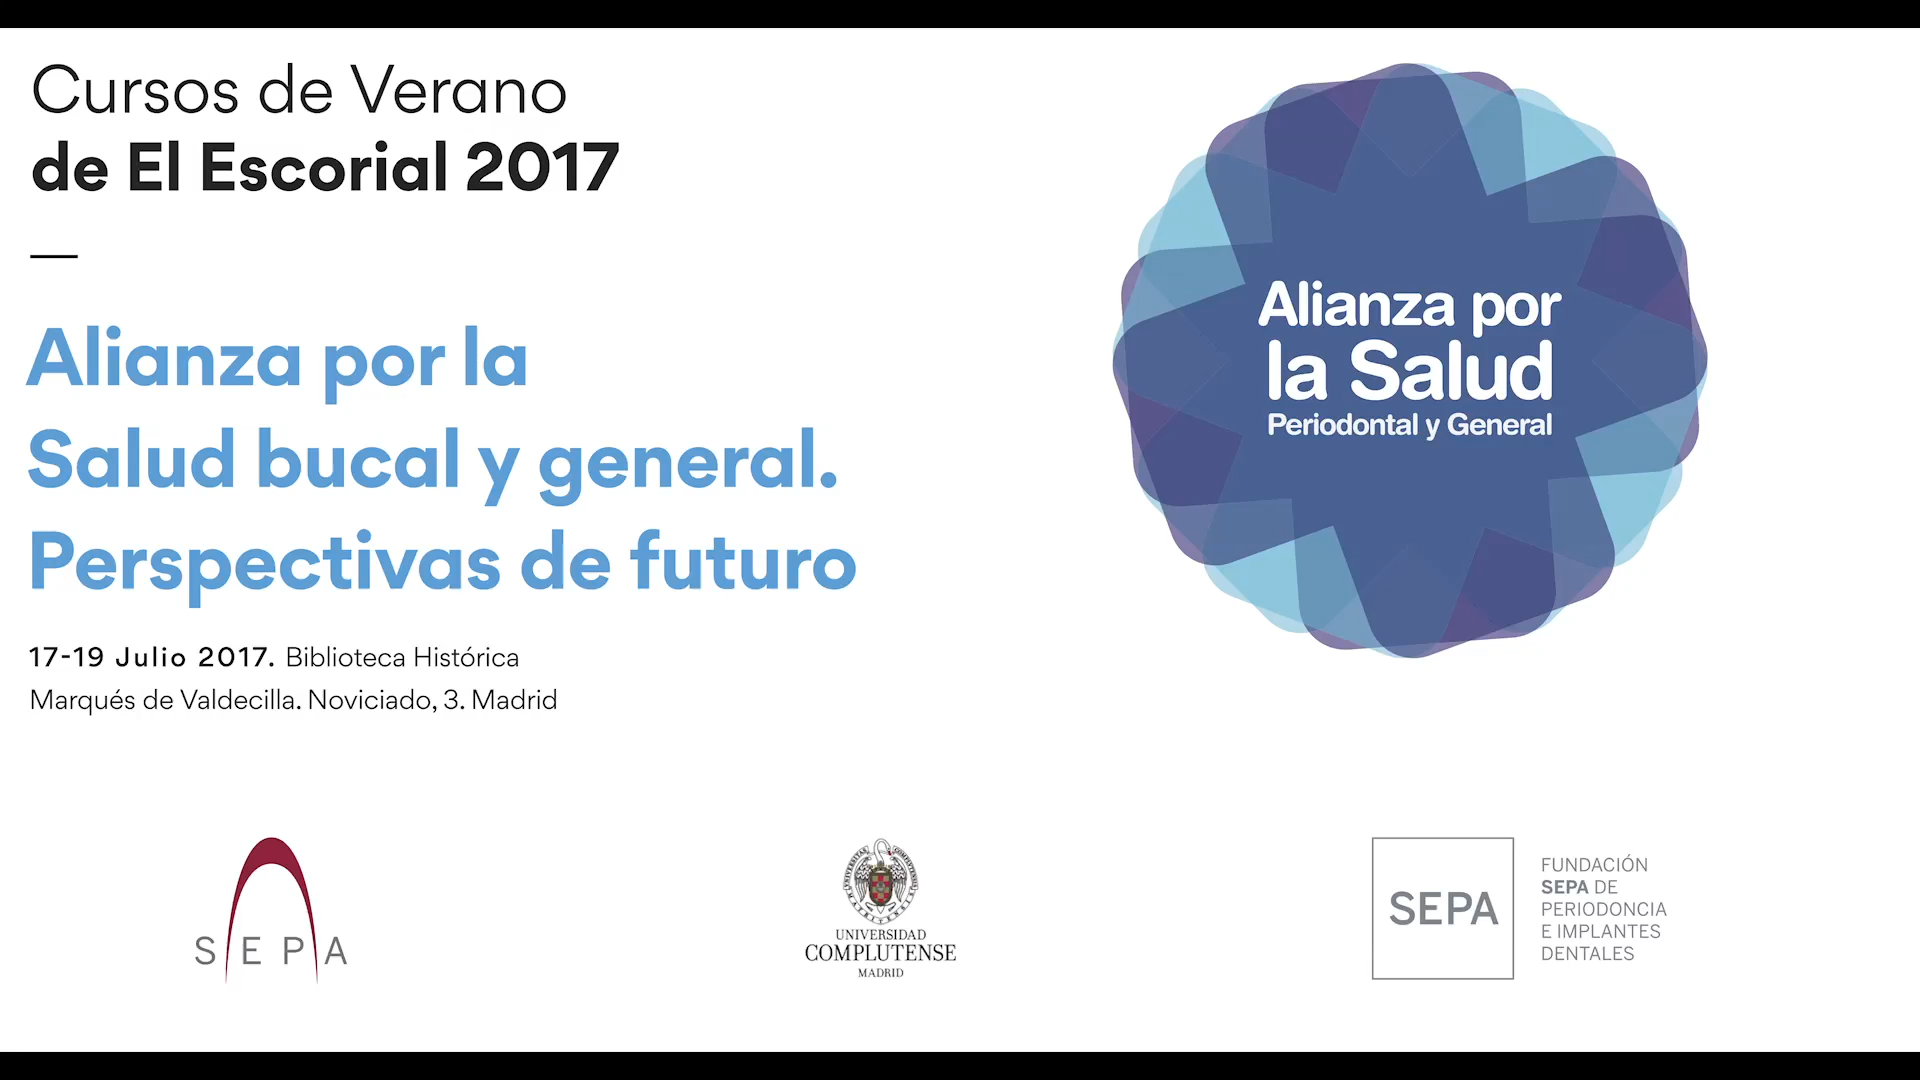 Cursos de Verano
de El Escorial 2017
Alianza por la
Salud bucal y general.
Perspectivas de futuro
17-19 Julio 2017. Biblioteca Histórica
Marqués de Valdecilla. Noviciado, 3. Madrid
Alianza por
la Salud
Periodontal y General
SEPA
UNIVERSIDAD
COMPLUTENSE
MADRID
SEPA
FUNDACIÓN
SEPA DE
PERIODONCIA
E IMPLANTES
DENTALES